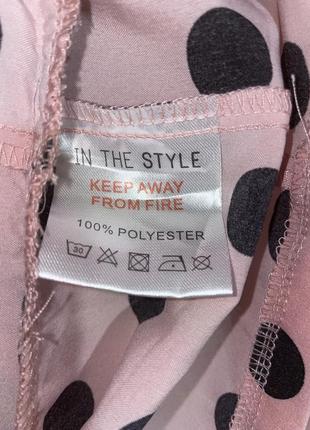 IN THE STYLE
KEEP AWAY
FROM FIRE
100% POLYESTER
30